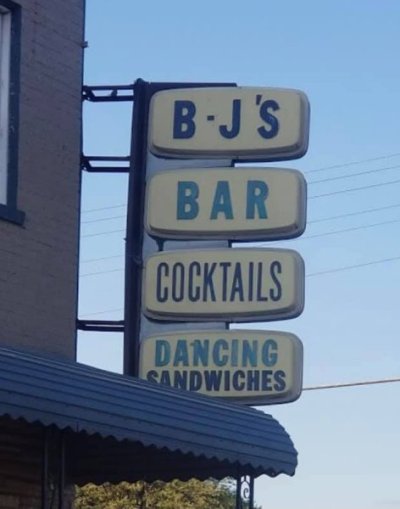 B-J'S
BAR
COCKTAILS
DANCING
SANDWICHES